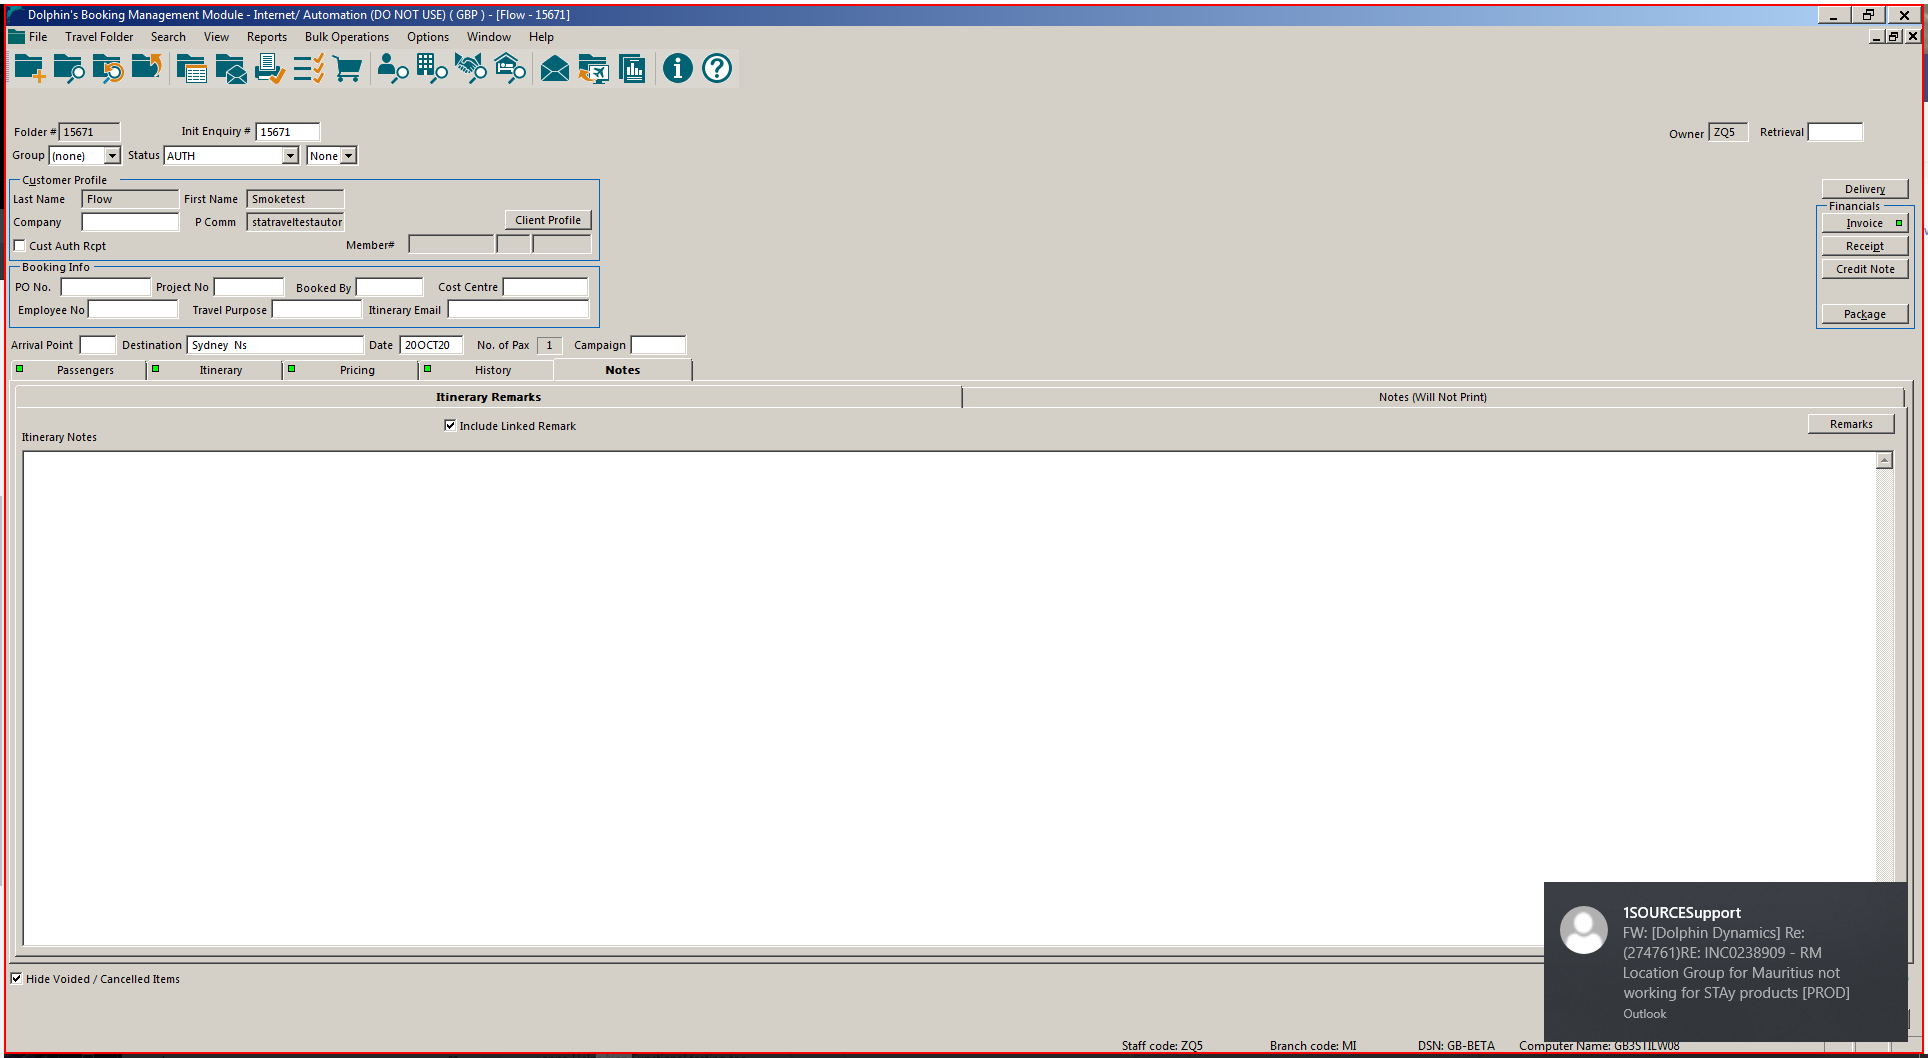 Dolphin's Booking Management Module - Internet/ Automation (DO NOT USE) ( GBP ) - [Flow - 15671]
File Travel Folder Search View Reports Bulk Operations Options Window Help
Folder # 15671 Init Enquiry # 15671 Owner ZQ5 Retrieval
Group (none) Status AUTH None
Customer Profile
Last Name Flow First Name Smoketest
Company P Comm statraveltestautor Client Profile
Cust Auth Rcpt Member#
Delivery
Financials
Invoice
Receipt
Credit Note
Package
Booking Info
PO No. Project No Booked By Cost Centre
Employee No Travel Purpose Itinerary Email
Arrival Point Destination Sydney Ns Date 20OCT20 No. of Pax 1 Campaign
Passengers Itinerary Pricing History Notes
Itinerary Remarks Notes (Will Not Print)
Include Linked Remark Remarks
Itinerary Notes
1SOURCESupport
FW: [Dolphin Dynamics] Re:
(274761)RE: INC0238909 - RM
Location Group for Mauritius not
working for STAy products [PROD]
Outlook
Hide Voided / Cancelled Items
Staff code: ZQ5 Branch code: MI DSN: GB-BETA Computer Name: GB3STILW08